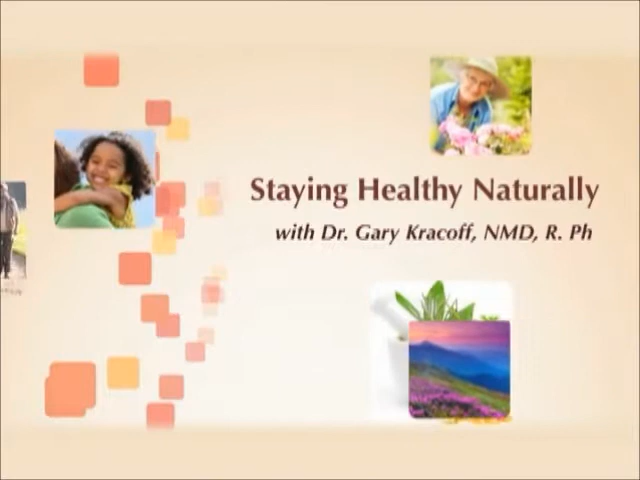 Staying Healthy Naturally
with Dr. Gary Kracoff, NMD, R. Ph